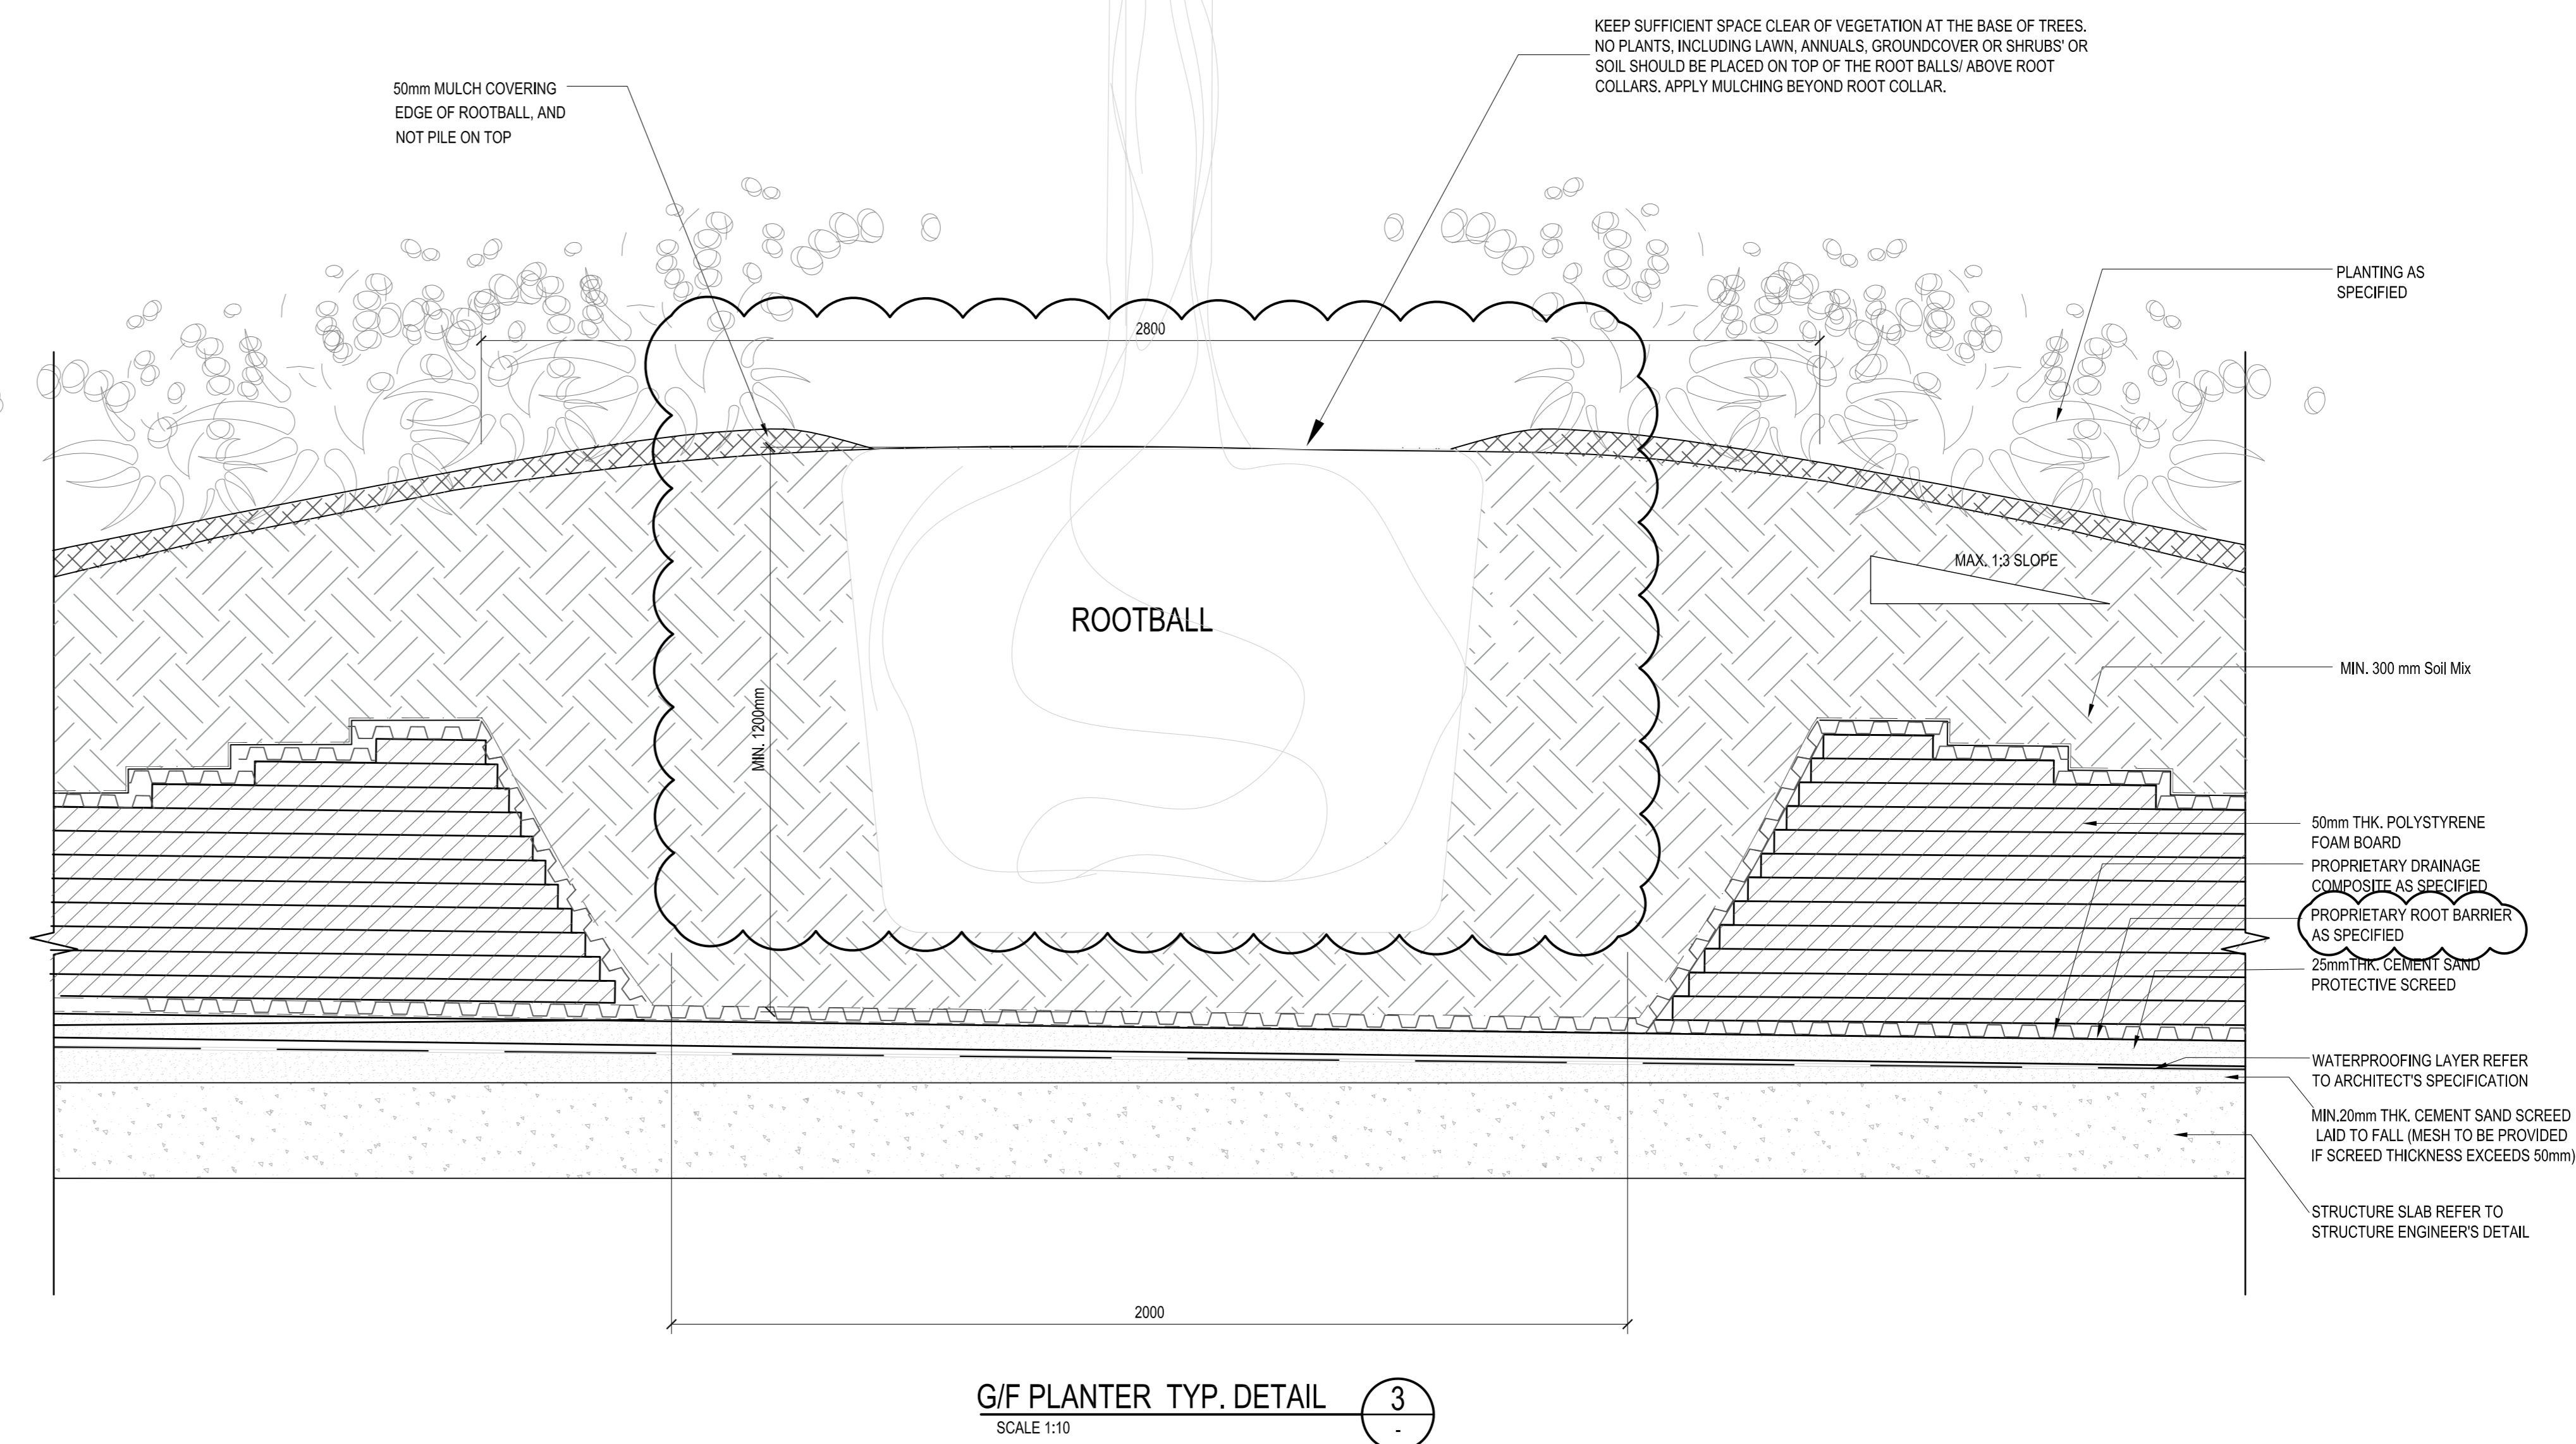 KEEP SUFFICIENT SPACE CLEAR OF VEGETATION AT THE BASE OF TREES.
NO PLANTS, INCLUDING LAWN, ANNUALS, GROUNDCOVER OR SHRUBS' OR
SOIL SHOULD BE PLACED ON TOP OF THE ROOT BALLS/ ABOVE ROOT
COLLARS. APPLY MULCHING BEYOND ROOT COLLAR.
50mm MULCH COVERING
EDGE OF ROOTBALL, AND
NOT PILE ON TOP
PLANTING AS
SPECIFIED
2800
MAX. 1:3 SLOPE
ROOTBALL
MIN. 1200mm
MIN. 300 mm Soil Mix
50mm THK. POLYSTYRENE
FOAM BOARD
PROPRIETARY DRAINAGE
COMPOSITE AS SPECIFIED
PROPRIETARY ROOT BARRIER
AS SPECIFIED
25mmTHK. CEMENT SAND
PROTECTIVE SCREED
WATERPROOFING LAYER REFER
TO ARCHITECT'S SPECIFICATION
MIN.20mm THK. CEMENT SAND SCREED
LAID TO FALL (MESH TO BE PROVIDED
IF SCREED THICKNESS EXCEEDS 50mm)
STRUCTURE SLAB REFER TO
STRUCTURE ENGINEER'S DETAIL
2000
G/F PLANTER TYP. DETAIL
SCALE 1:10
3
-